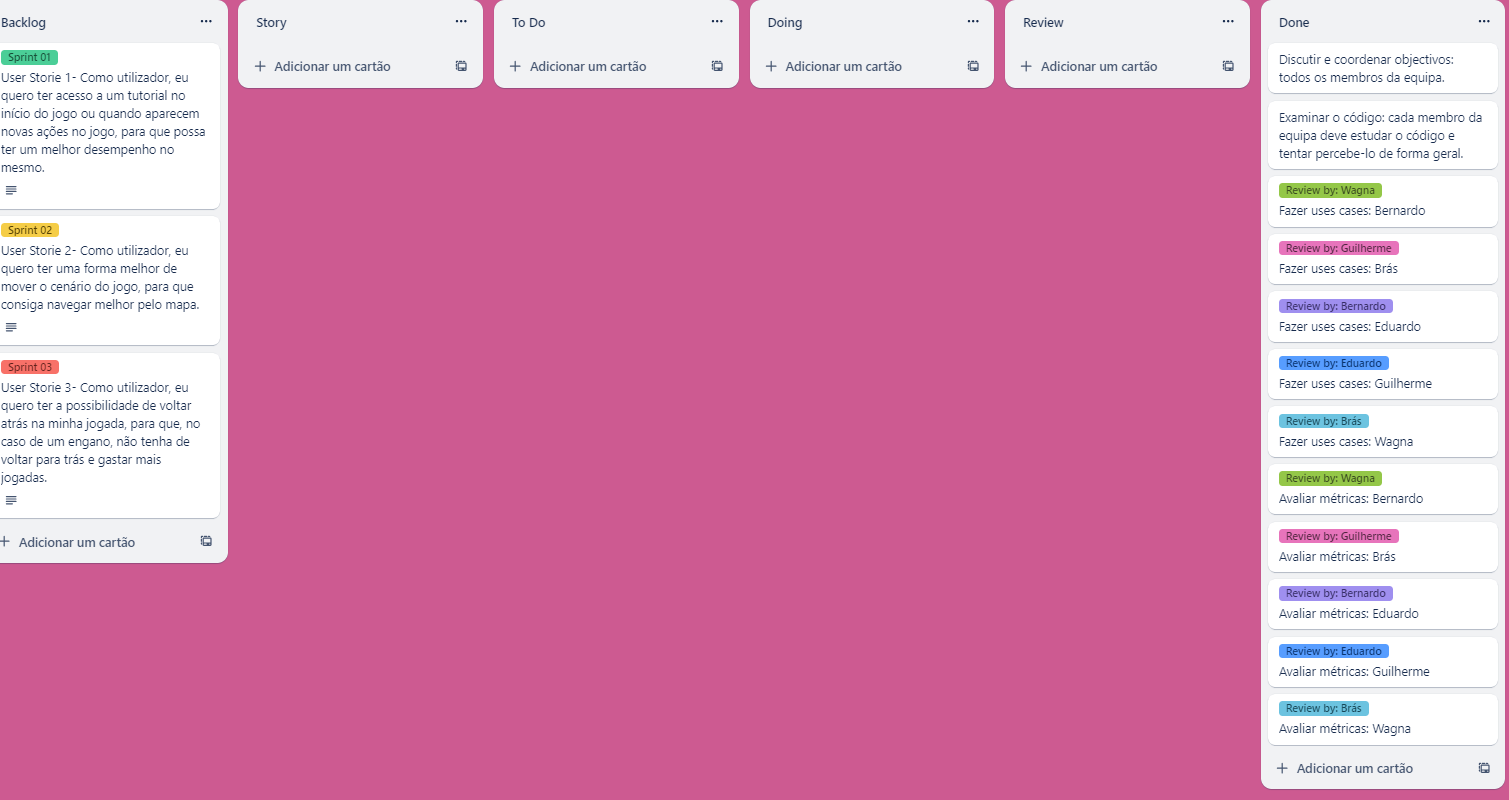 Backlog
Sprint 01
User Storie 1- Como utilizador, eu
quero ter acesso a um tutorial no
início do jogo ou quando aparecem
novas ações no jogo, para que possa
ter um melhor desempenho no
mesmo.
Sprint 02
User Storie 2- Como utilizador, eu
quero ter uma forma melhor de
mover o cenário do jogo, para que
consiga navegar melhor pelo mapa.
Sprint 03
User Storie 3- Como utilizador, eu
quero ter a possibilidade de voltar
atrás na minha jogada, para que, no
caso de um engano, não tenha de
voltar para trás e gastar mais
jogadas.
Adicionar um cartão
Story
Adicionar um cartão
To Do
Adicionar um cartão
Doing
Adicionar um cartão
Review
Adicionar um cartão
Done
Discutir e coordenar objectivos:
todos os membros da equipa.
Examinar o código: cada membro da
equipa deve estudar o código e
tentar percebe-lo de forma geral.
Review by: Wagna
Fazer uses cases: Bernardo
Review by: Guilherme
Fazer uses cases: Brás
Review by: Bernardo
Fazer uses cases: Eduardo
Review by: Eduardo
Fazer uses cases: Guilherme
Review by: Brás
Fazer uses cases: Wagna
Review by: Wagna
Avaliar métricas: Bernardo
Review by: Guilherme
Avaliar métricas: Brás
Review by: Bernardo
Avaliar métricas: Eduardo
Review by: Eduardo
Avaliar métricas: Guilherme
Review by: Brás
Avaliar métricas: Wagna
Adicionar um cartão